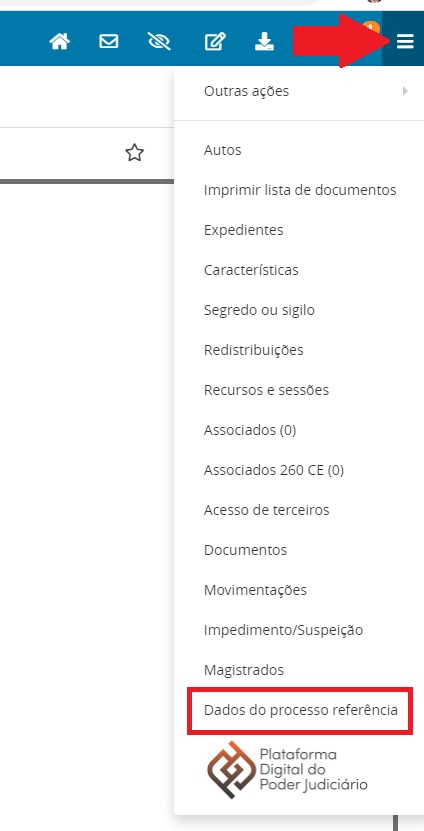 Outras ações
Autos
Imprimir lista de documentos
Expedientes
Características
Segredo ou sigilo
Redistribuições
Recursos e sessões
Associados (0)
Associados 260 CE (0)
Acesso de terceiros
Documentos
Movimentações
Impedimento/Suspeição
Magistrados
Dados do processo referência
Plataforma
Digital do
Poder Judiciário